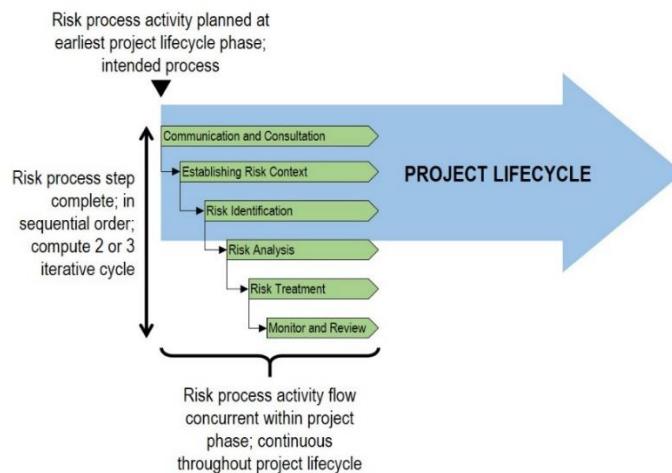 Risk process activity planned at
earliest project lifecycle phase;
intended process
Communication and Consultation
Establishing Risk Context
PROJECT LIFECYCLE
Risk process step
complete; in
sequential order;
compute 2 or 3
iterative cycle
Risk Identification
Risk Analysis
Risk Treatment
Monitor and Review
Risk process activity flow
concurrent within project
phase; continuous
throughout project lifecycle